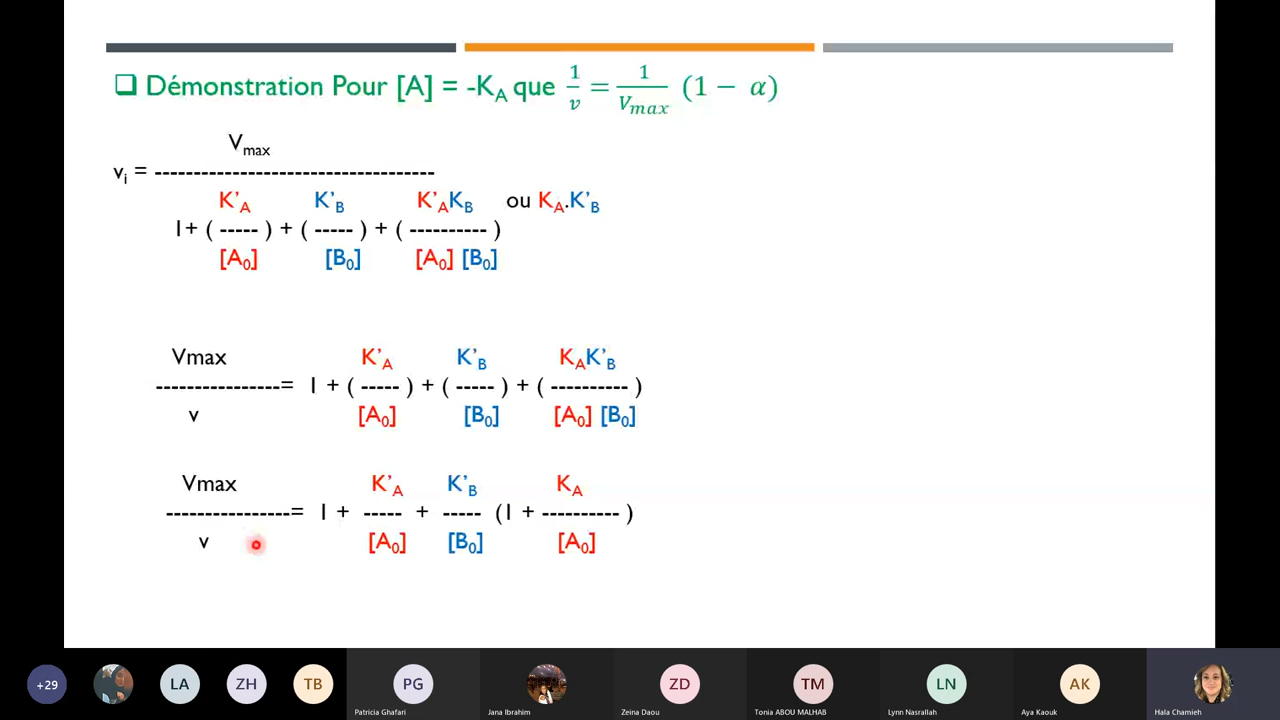 ❑ Démonstration Pour [A] = -K_A que 1/v = 1/V_max (1 − α)
V_max
v_i = ------------------------------------
K'_A K'_B K'_AK_B ou K_A.K'_B
1+ ( ----- ) + ( ----- ) + ( ---------- )
[A_0] [B_0] [A_0] [B_0]
Vmax K'_A K'_B K_AK'_B
----------------= 1 + ( ----- ) + ( ----- ) + ( ---------- )
v [A_0] [B_0] [A_0] [B_0]
Vmax K'_A K'_B K_A
----------------= 1 + ----- + ----- (1 + ---------- )
v [A_0] [B_0] [A_0]
+29 LA ZH TB PG ZD TM LN AK
Patricia Ghafari Jana Ibrahim Zeina Daou Tonia ABOU MALHAB Lynn Nasrallah Aya Kaouk Hala Chamieh